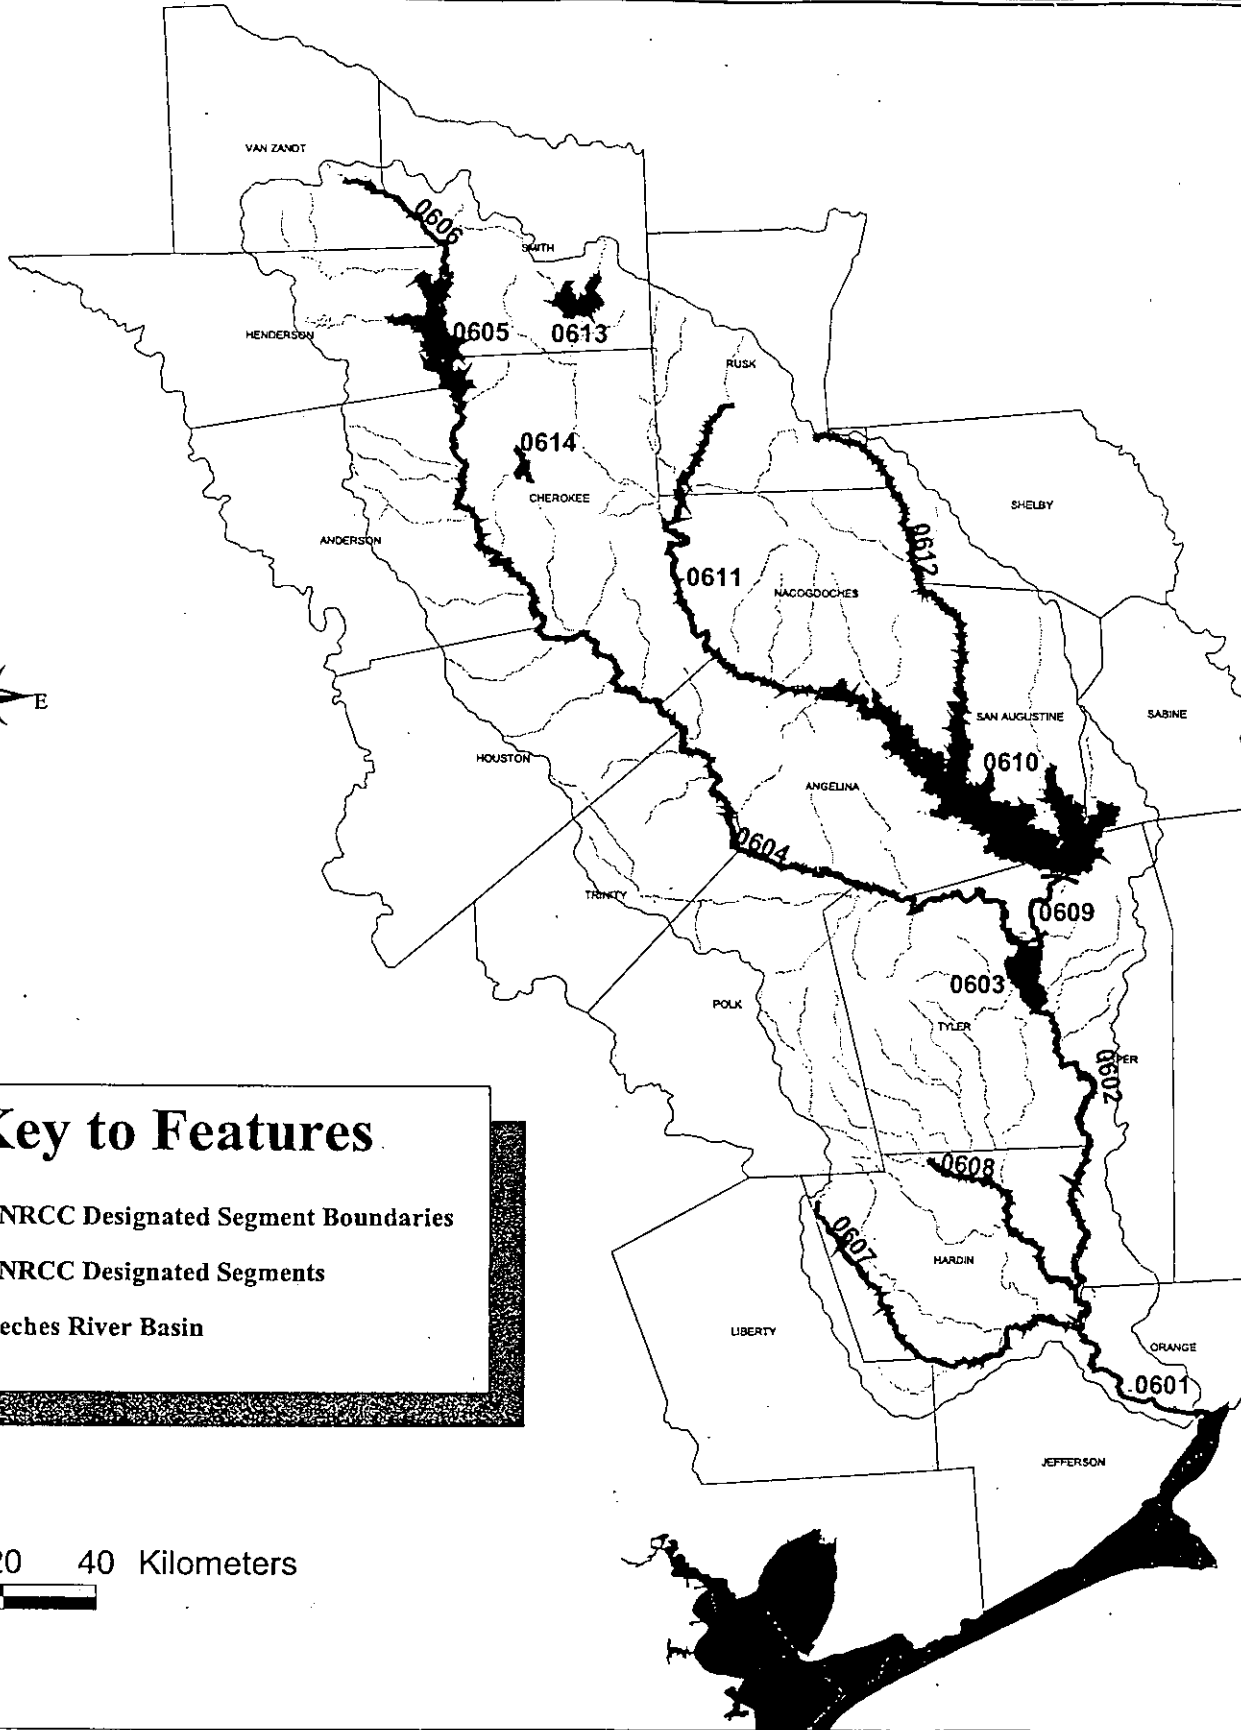 VAN ZANDT
0606
SMITH
HENDERSON
0605
0613
RUSK
0614
CHEROKEE
SHELBY
ANDERSON
0612
0611
NACOGDOCHES
E
SAN AUGUSTINE
SABINE
HOUSTON
0610
ANGELINA
0604
TRINITY
0609
0603
POLK
TYLER
PER
0602
Key to Features
NRCC Designated Segment Boundaries
0608
0607
HARDIN
NRCC Designated Segments
eches River Basin
LIBERTY
ORANGE
0601
JEFFERSON
20 40 Kilometers